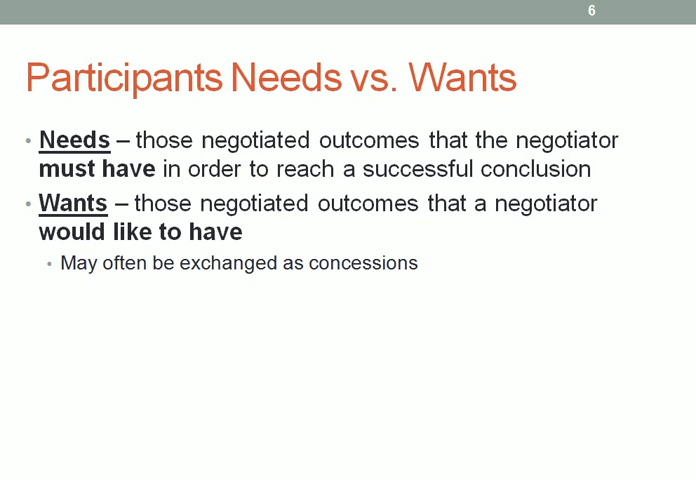 6
Participants Needs vs. Wants
• Needs – those negotiated outcomes that the negotiator
must have in order to reach a successful conclusion
• Wants – those negotiated outcomes that a negotiator
would like to have
• May often be exchanged as concessions